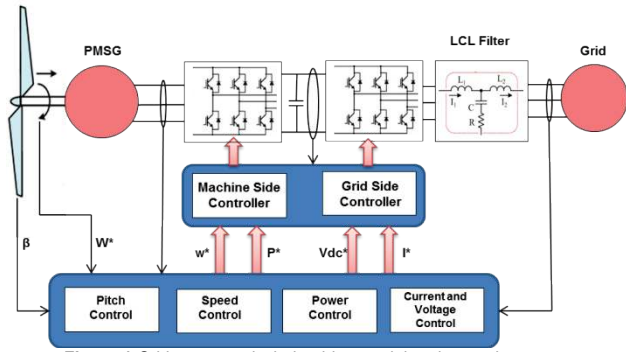 PMSG
LCL Filter
Grid
L₁
L₂
I₁
C
I₂
R
Machine Side
Controller
Grid Side
Controller
β
W*
w*
P*
Vdc*
I*
Pitch
Control
Speed
Control
Power
Control
Current and
Voltage
Control